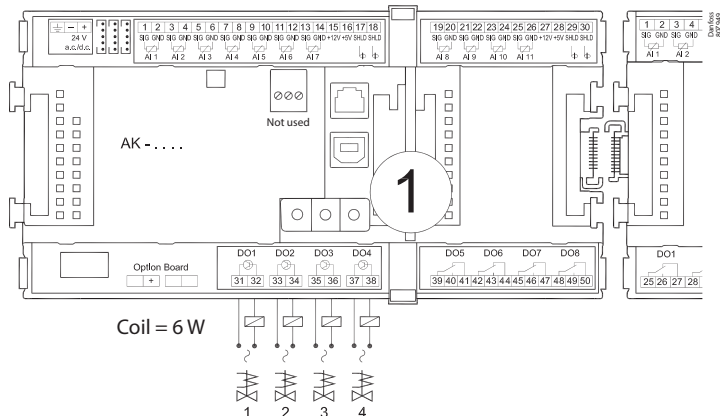 ⏚ – +
24 V
a.c./d.c.
1 2 3 4 5 6 7 8 9 10 11 12 13 14 15 16 17 18
SIG GND SIG GND SIG GND SIG GND SIG GND SIG GND SIG GND +12V +5V SHLD SHLD
AI 1 AI 2 AI 3 AI 4 AI 5 AI 6 AI 7
19 20 21 22 23 24 25 26 27 28 29 30
SIG GND SIG GND SIG GND SIG GND +12V +5V SHLD SHLD
AI 8 AI 9 AI 10 AI 11
1 2 3 4
SIG GND SIG GND
AI 1 AI 2
Danfoss
Not used
AK - . . . .
1
Option Board
+
DO1 DO2 DO3 DO4
31 32 33 34 35 36 37 38
DO5 DO6 DO7 DO8
39 40 41 42 43 44 45 46 47 48 49 50
DO1
25 26 27 28
Coil = 6 W
1 2 3 4